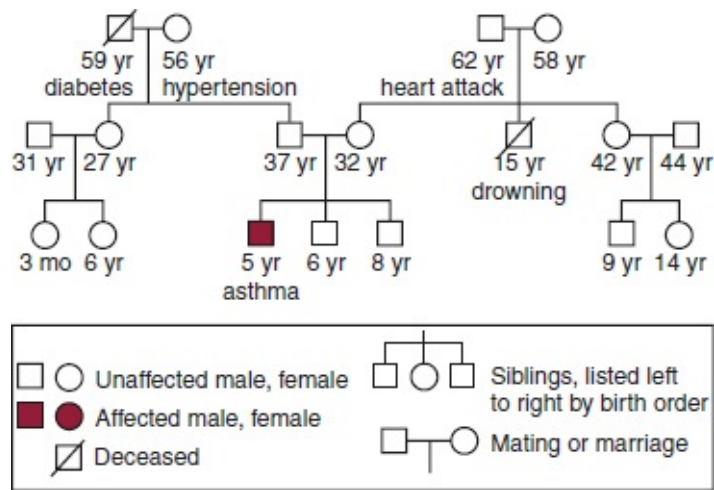 59 yr 56 yr 62 yr 58 yr
diabetes hypertension heart attack
31 yr 27 yr 37 yr 32 yr 15 yr 42 yr 44 yr
drowning
3 mo 6 yr 5 yr 6 yr 8 yr 9 yr 14 yr
asthma
Unaffected male, female
Affected male, female
Deceased
Siblings, listed left
to right by birth order
Mating or marriage